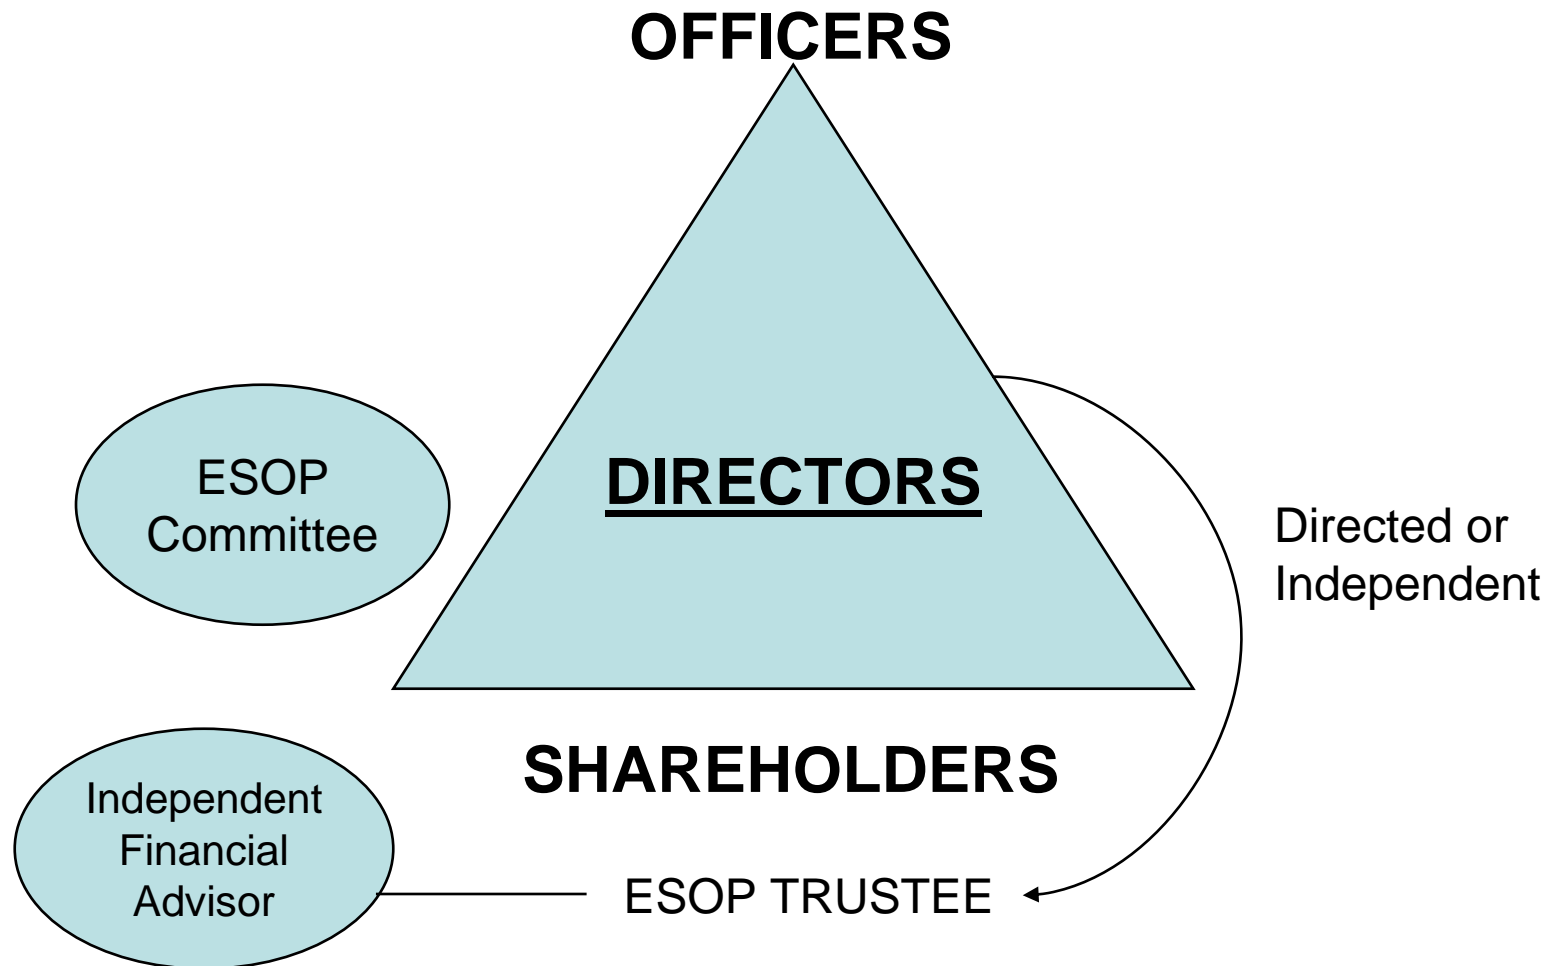 OFFICERS
ESOP
Committee
DIRECTORS
Directed or
Independent
SHAREHOLDERS
Independent
Financial
Advisor
ESOP TRUSTEE